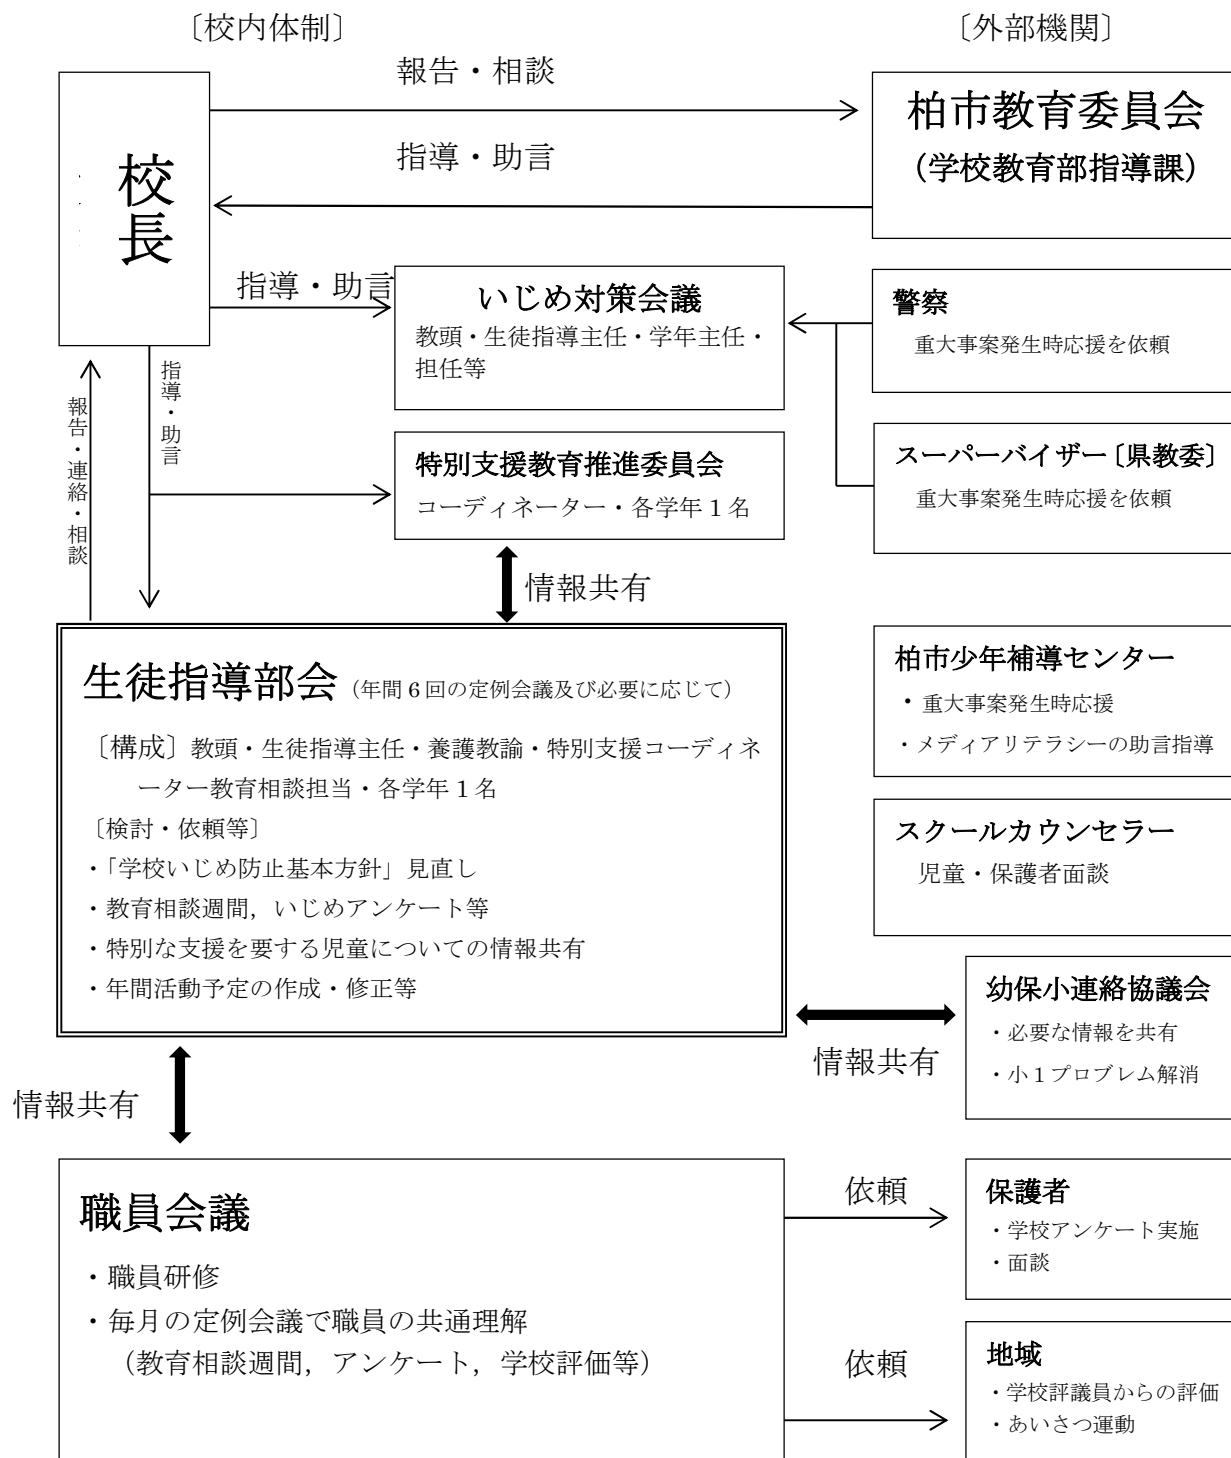 〔校内体制〕
〔外部機関〕
報告・相談
校長
柏市教育委員会
（学校教育部指導課）
指導・助言
指導・助言
いじめ対策会議
教頭・生徒指導主任・学年主任・
担任等
警察
重大事案発生時応援を依頼
報告・連絡・相談
指導・助言
特別支援教育推進委員会
コーディネーター・各学年１名
スーパーバイザー〔県教委〕
重大事案発生時応援を依頼
情報共有
生徒指導部会（年間６回の定例会議及び必要に応じて）
〔構成〕教頭・生徒指導主任・養護教諭・特別支援コーディネ
ーター教育相談担当・各学年１名
〔検討・依頼等〕
・「学校いじめ防止基本方針」見直し
・教育相談週間，いじめアンケート等
・特別な支援を要する児童についての情報共有
・年間活動予定の作成・修正等
柏市少年補導センター
・重大事案発生時応援
・メディアリテラシーの助言指導
スクールカウンセラー
児童・保護者面談
幼保小連絡協議会
・必要な情報を共有
・小１プロブレム解消
情報共有
情報共有
職員会議
・職員研修
・毎月の定例会議で職員の共通理解
（教育相談週間，アンケート，学校評価等）
依頼
保護者
・学校アンケート実施
・面談
依頼
地域
・学校評議員からの評価
・あいさつ運動